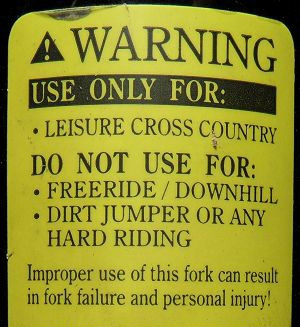 ⚠ WARNING
USE ONLY FOR:
• LEISURE CROSS COUNTRY
DO NOT USE FOR:
• FREERIDE / DOWNHILL
• DIRT JUMPER OR ANY
HARD RIDING
Improper use of this fork can result
in fork failure and personal injury!